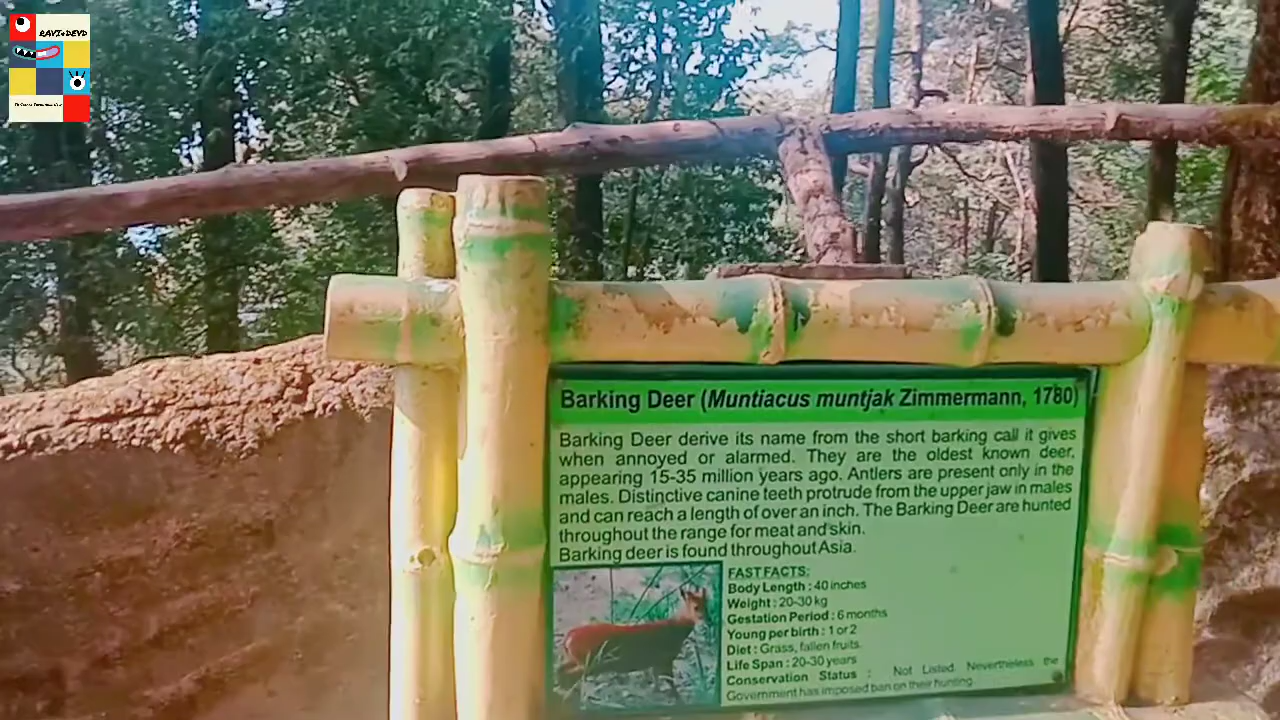 RAVI+DEVD
Barking Deer (Muntiacus muntjak Zimmermann, 1780)
Barking Deer derive its name from the short barking call it gives
when annoyed or alarmed. They are the oldest known deer,
appearing 15-35 million years ago. Antlers are present only in the
males. Distinctive canine teeth protrude from the upper jaw in males
and can reach a length of over an inch. The Barking Deer are hunted
throughout the range for meat and skin.
Barking deer is found throughout Asia.
FAST FACTS:
Body Length : 40 inches
Weight : 20-30 kg
Gestation Period : 6 months
Young per birth : 1 or 2
Diet : Grass, fallen fruits.
Life Span : 20-30 years
Conservation Status : Not Listed. Nevertheless the
Government has imposed ban on their hunting.